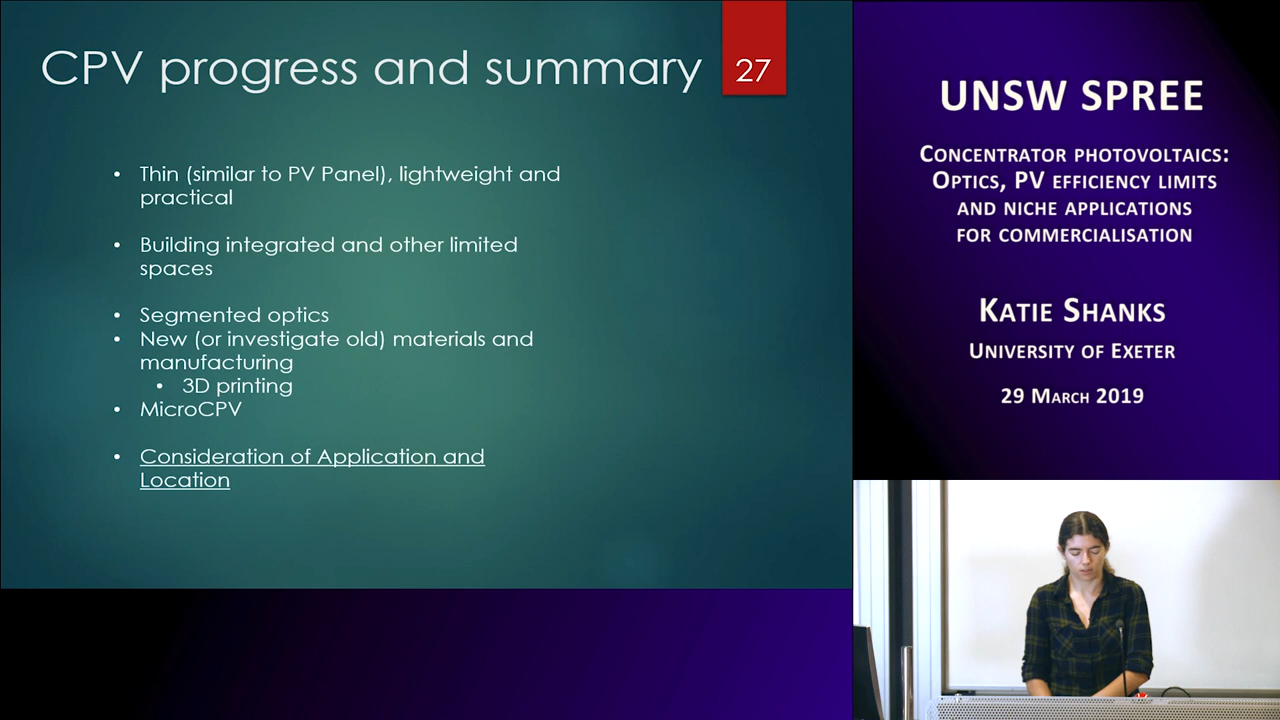 CPV progress and summary
27
• Thin (similar to PV Panel), lightweight and
practical
• Building integrated and other limited
spaces
• Segmented optics
• New (or investigate old) materials and
manufacturing
• 3D printing
• MicroCPV
• Consideration of Application and
Location
UNSW SPREE
Concentrator photovoltaics:
Optics, PV efficiency limits
and niche applications
for commercialisation
Katie Shanks
University of Exeter
29 March 2019